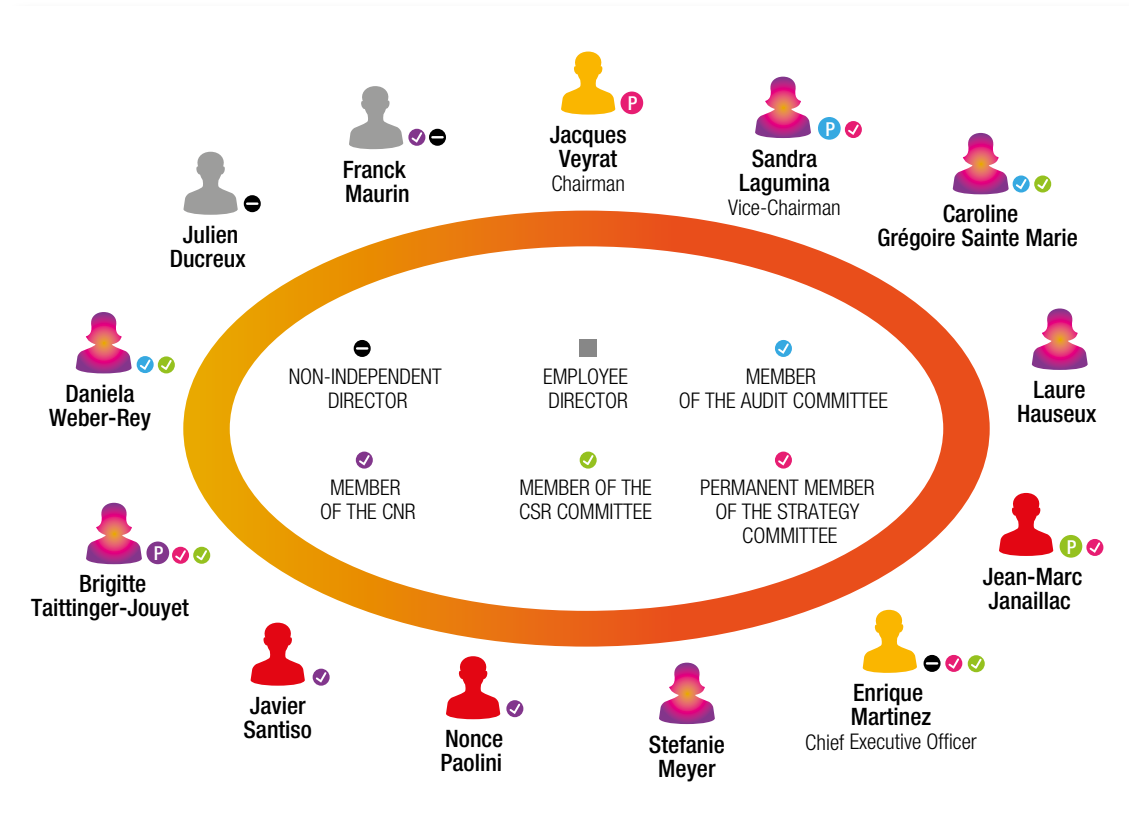 P
Jacques
Veyrat
Chairman
P
Sandra
Lagumina
Vice-Chairman
Caroline
Grégoire Sainte Marie
Laure
Hauseux
P
Jean-Marc
Janaillac
Enrique
Martinez
Chief Executive Officer
Stefanie
Meyer
Nonce
Paolini
Javier
Santiso
P
Brigitte
Taittinger-Jouyet
Daniela
Weber-Rey
Julien
Ducreux
Franck
Maurin
NON-INDEPENDENT
DIRECTOR
EMPLOYEE
DIRECTOR
MEMBER
OF THE AUDIT COMMITTEE
MEMBER
OF THE CNR
MEMBER OF THE
CSR COMMITTEE
PERMANENT MEMBER
OF THE STRATEGY
COMMITTEE